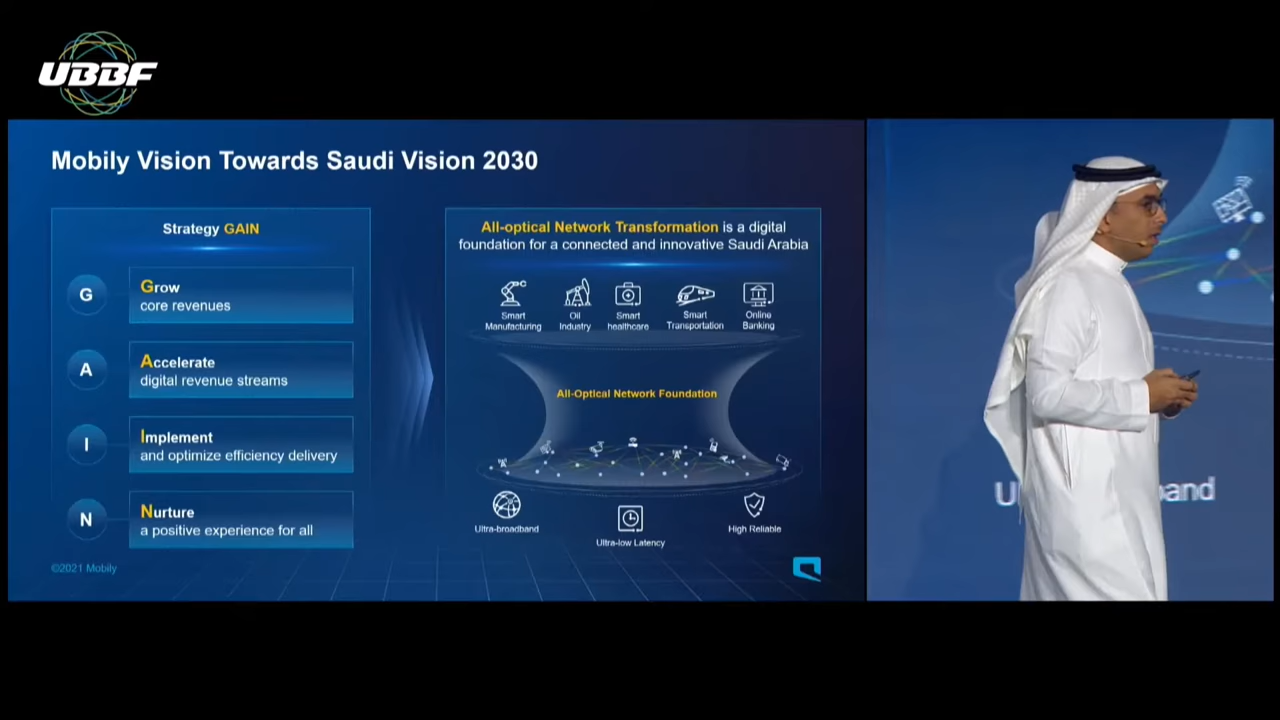 UBBF
Mobily Vision Towards Saudi Vision 2030
Strategy GAIN
G
Grow
core revenues
A
Accelerate
digital revenue streams
I
Implement
and optimize efficiency delivery
N
Nurture
a positive experience for all
©2021 Mobily
All-optical Network Transformation is a digital
foundation for a connected and innovative Saudi Arabia
Smart
Manufacturing
Oil
Industry
Smart
healthcare
Smart
Transportation
Online
Banking
All-Optical Network Foundation
Ultra-broadband
Ultra-low Latency
High Reliable